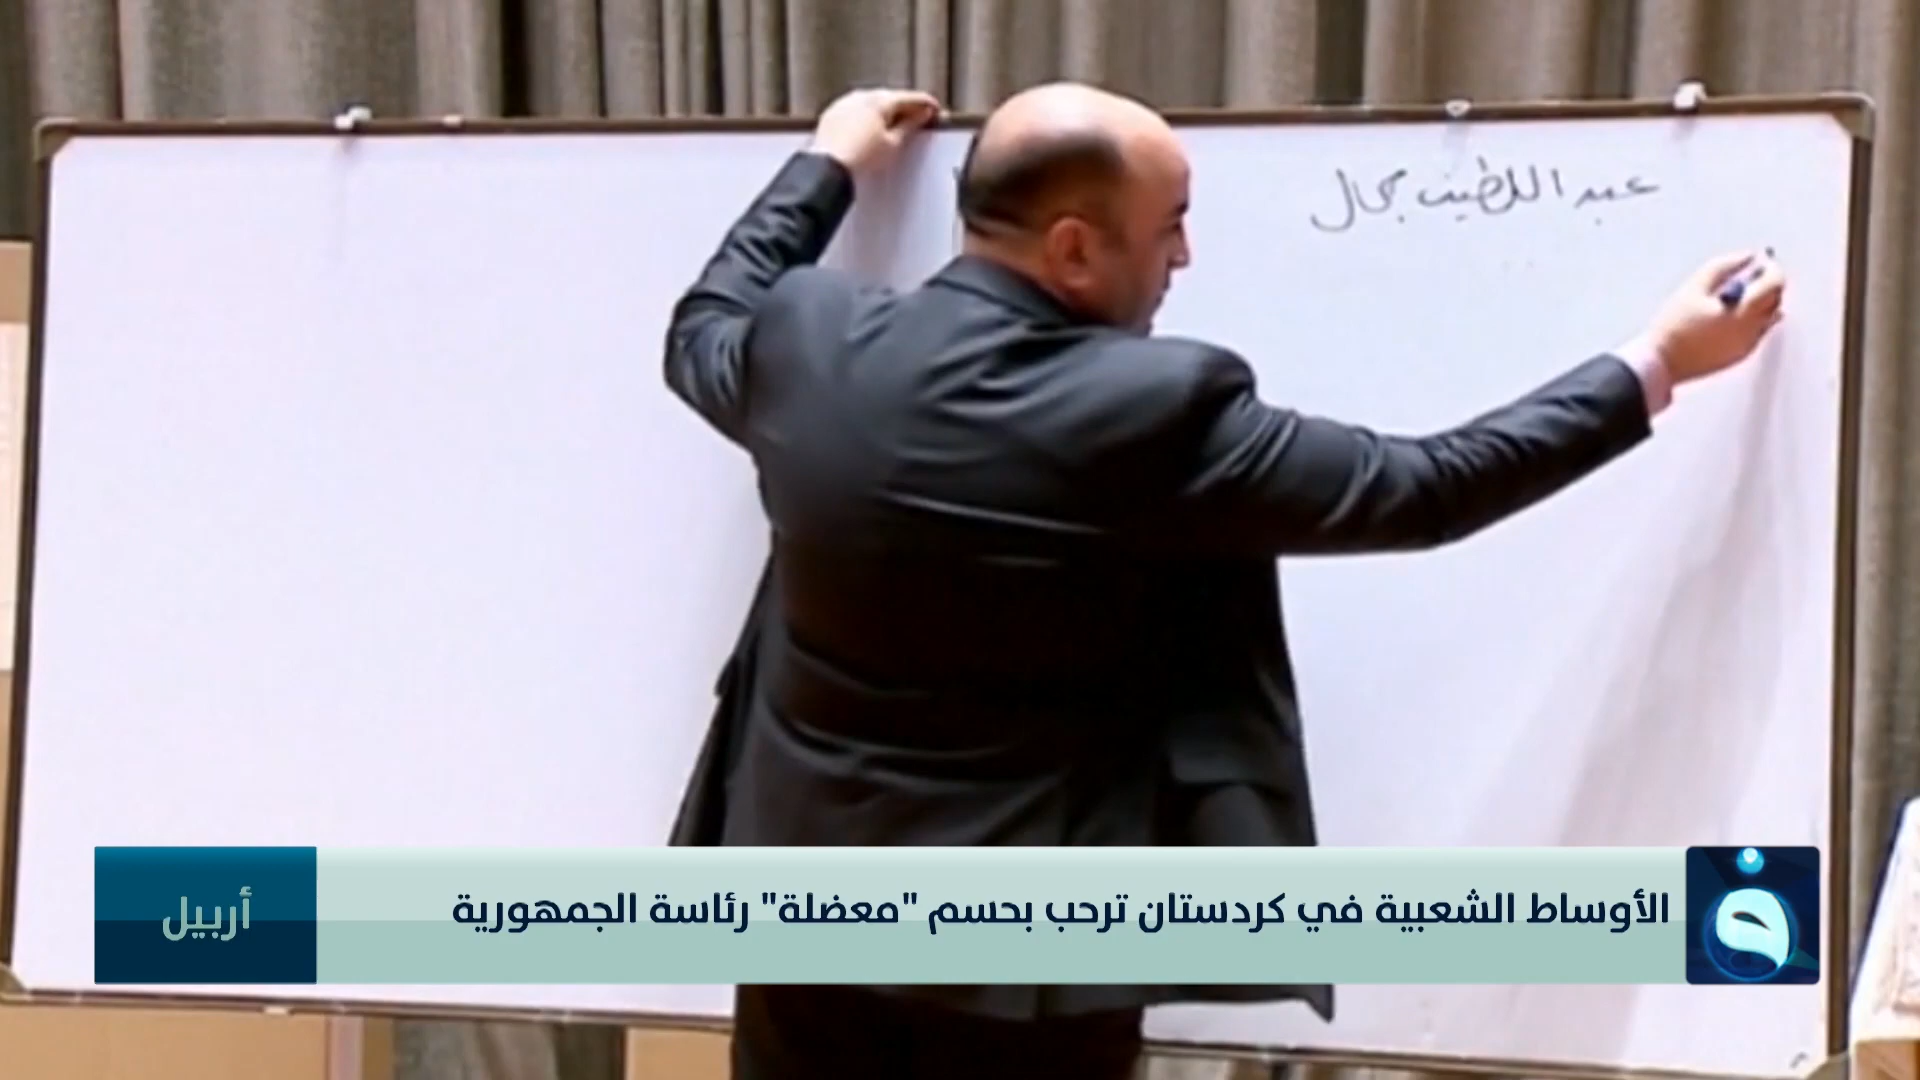 عبد اللطيف جمال
الأوساط الشعبية في كردستان ترحب بحسم "معضلة" رئاسة الجمهورية
أربيل